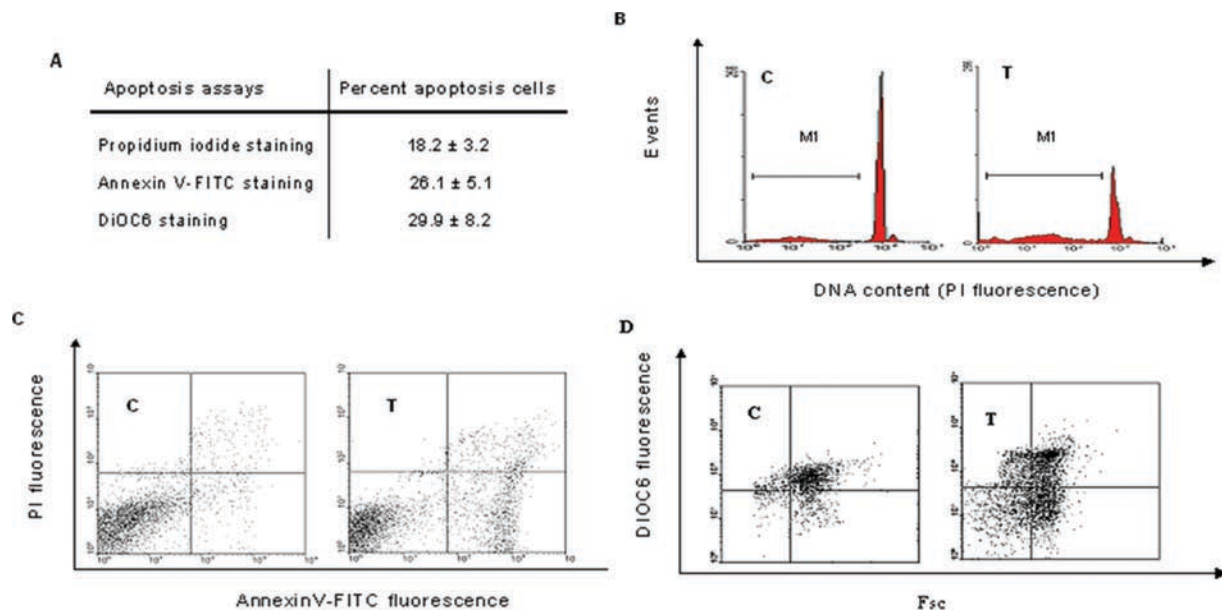 A
Apoptosis assays Percent apoptosis cells
Propidium iodide staining 18.2 ± 3.2
Annexin V-FITC staining 26.1 ± 5.1
DiOC6 staining 29.9 ± 8.2
B
C T
M1 M1
Events
DNA content (PI fluorescence)
C
C T
PI fluorescence
AnnexinV-FITC fluorescence
D
C T
DIOC6 fluorescence
Fsc